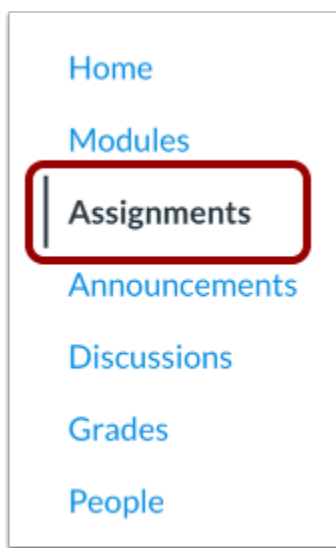 Home
Modules
Assignments
Announcements
Discussions
Grades
People